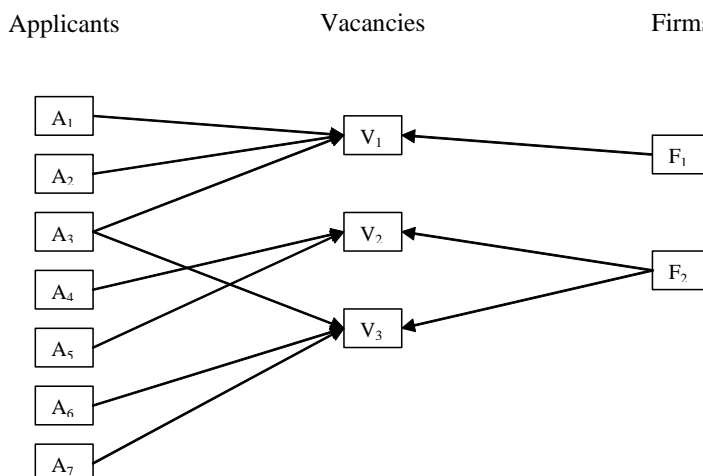 Applicants Vacancies Firms
A₁
V₁
F₁
A₂
A₃
V₂
F₂
A₄
V₃
A₅
A₆
A₇